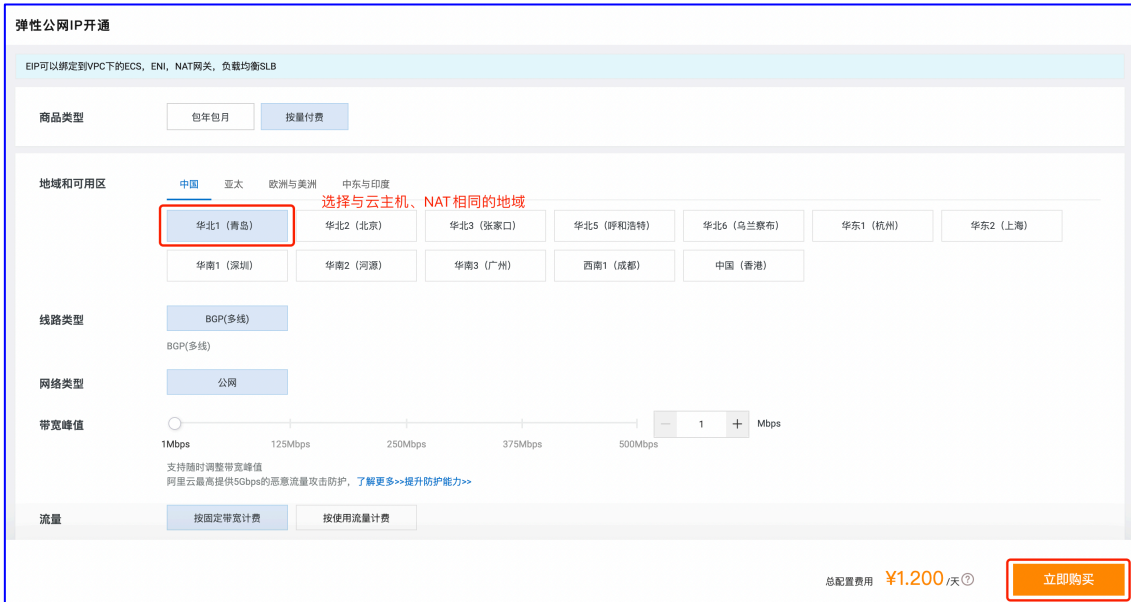 弹性公网IP开通
EIP可以绑定到VPC下的ECS, ENI, NAT网关, 负载均衡SLB
商品类型 包年包月 按量付费
地域和可用区 中国 亚太 欧洲与美洲 中东与印度
选择与云主机、NAT相同的地域
华北1（青岛） 华北2（北京） 华北3（张家口） 华北5（呼和浩特） 华北6（乌兰察布） 华东1（杭州） 华东2（上海）
华南1（深圳） 华南2（河源） 华南3（广州） 西南1（成都） 中国（香港）
线路类型 BGP(多线)
BGP(多线)
网络类型 公网
带宽峰值 － 1 ＋ Mbps
1Mbps 125Mbps 250Mbps 375Mbps 500Mbps
支持随时调整带宽峰值
阿里云最高提供5Gbps的恶意流量攻击防护，了解更多>>提升防护能力>>
流量 按固定带宽计费 按使用流量计费
总配置费用 ¥1.200 /天 ? 立即购买